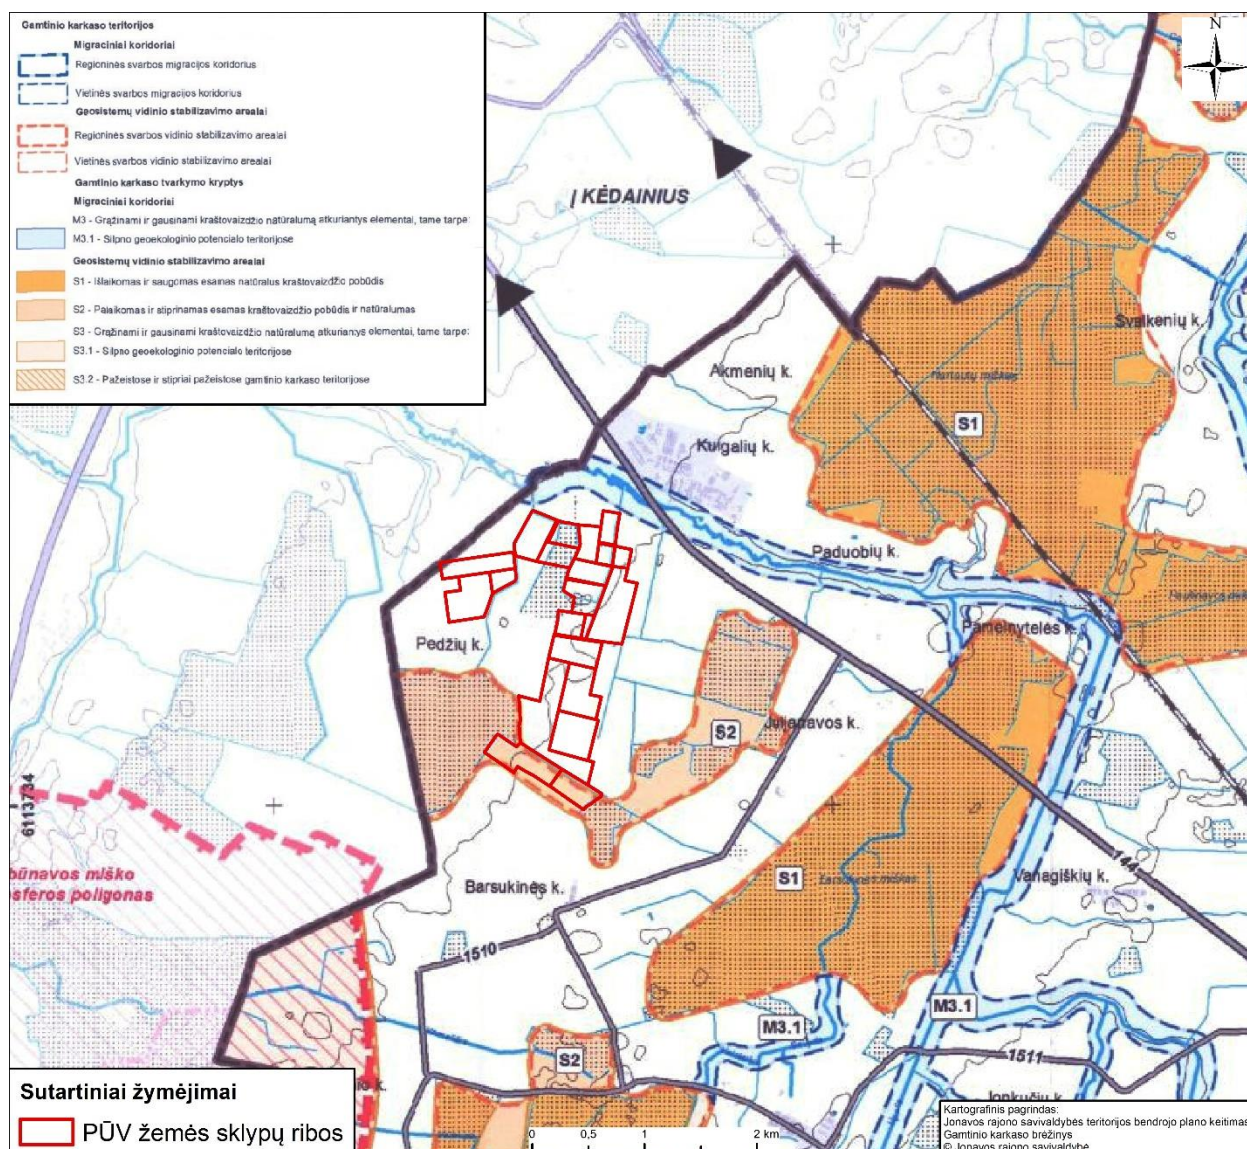 Gamtinio karkaso teritorijos
Migraciniai koridoriai
Regioninės svarbos migracijos koridorius
Vietinės svarbos migracijos koridorius
Geosistemų vidinio stabilizavimo arealai
Regioninės svarbos vidinio stabilizavimo arealai
Vietinės svarbos vidinio stabilizavimo arealai
Gamtinio karkaso tvarkymo kryptys
Migraciniai koridoriai
M3 - Grąžinami ir gausinami kraštovaizdžio natūralumą atkuriantys elementai, tame tarpe:
M3.1 - Silpno geoekologinio potencialo teritorijose
Geosistemų vidinio stabilizavimo arealai
S1 - Išlaikomas ir saugomas esamas natūralus kraštovaizdžio pobūdis
S2 - Palaikomas ir stiprinamas esamas kraštovaizdžio pobūdis ir natūralumas
S3 - Grąžinami ir gausinami kraštovaizdžio natūralumą atkuriantys elementai, tame tarpe:
S3.1 - Silpno geoekologinio potencialo teritorijose
S3.2 - Pažeistose ir stipriai pažeistose gamtinio karkaso teritorijose
N
Į KĖDAINIUS
Svalkenių k.
Akmenių k.
S1
Kulgalių k.
Paduobių k.
Pamelnytelės k.
Pedžių k.
Julijanavos k.
S2
6113734
būnavos miško
osferos poligonas
S1
Barsukinės k.
Vanagiškių k.
144
1510
M3.1
M3.1
S2
1511
Jonkučių k.
Sutartiniai žymėjimai
PŪV žemės sklypų ribos
0 0,5 1 2 km
Kartografinis pagrindas:
Jonavos rajono savivaldybės teritorijos bendrojo plano keitimas
Gamtinio karkaso brėžinys
© Jonavos rajono savivaldybė